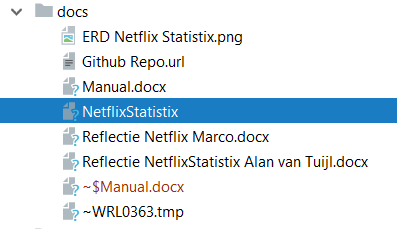 docs
ERD Netflix Statistix.png
Github Repo.url
Manual.docx
NetflixStatistix
Reflectie Netflix Marco.docx
Reflectie NetflixStatistix Alan van Tuijl.docx
~$Manual.docx
~WRL0363.tmp